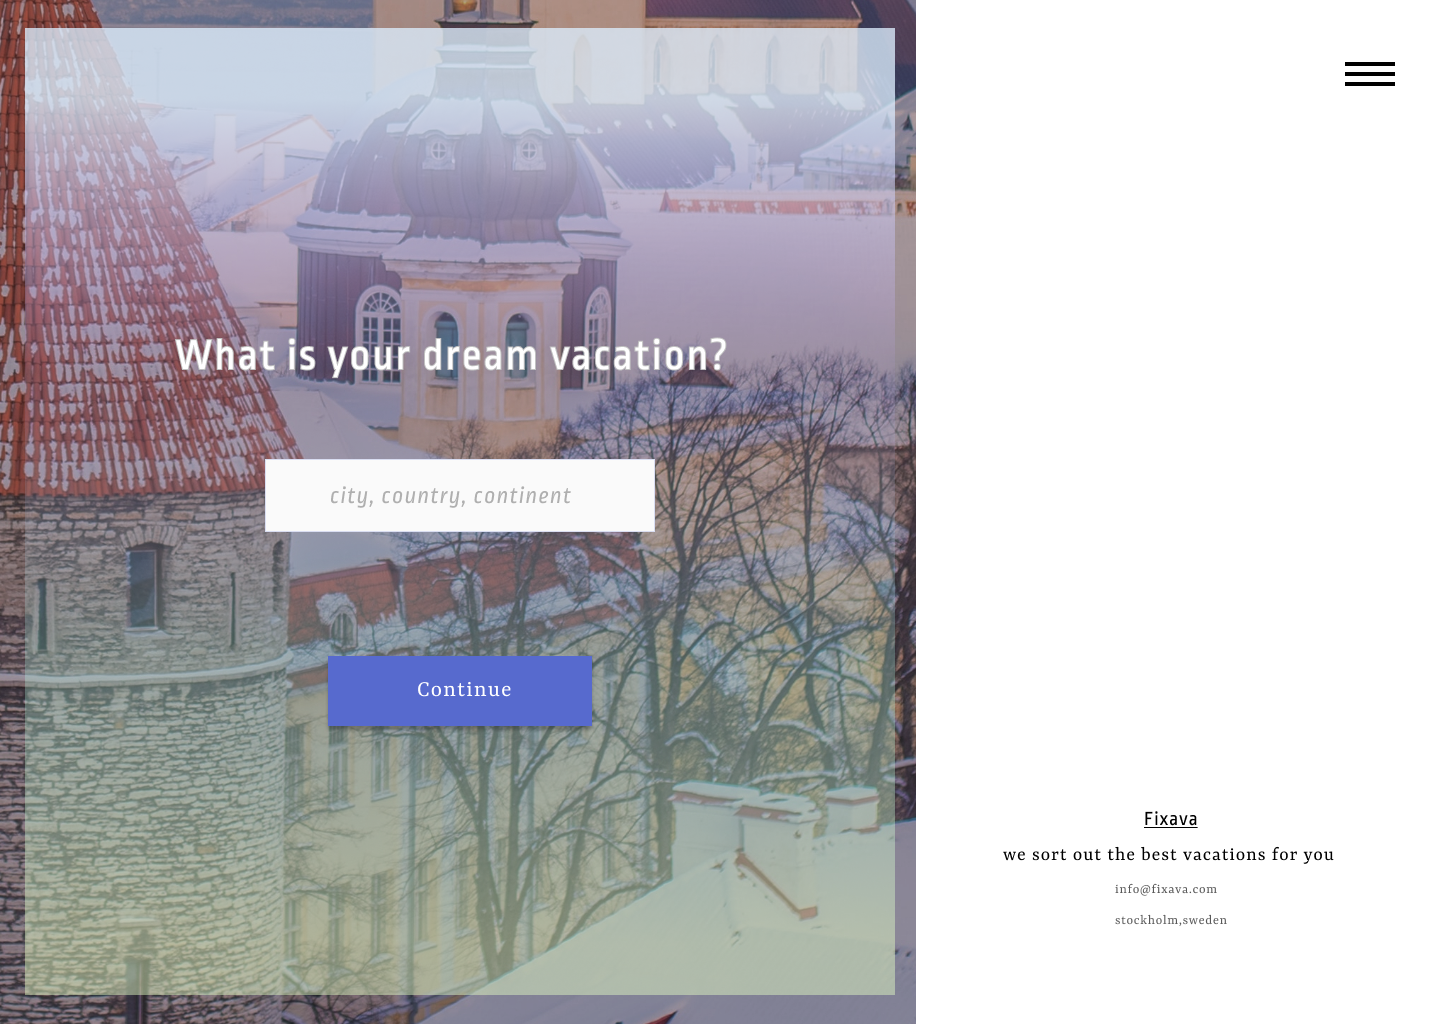 What is your dream vacation?
city, country, continent
Continue
Fixava
we sort out the best vacations for you
info@fixava.com
stockholm,sweden